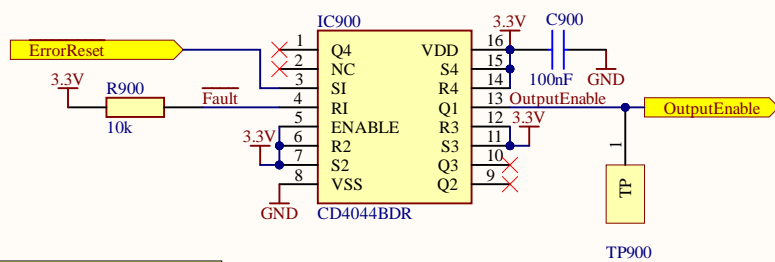 IC900
3.3V
C900
100nF
GND
ErrorReset
3.3V
R900
10k
Fault
1 Q4 VDD 16
2 NC S4 15
3 SI R4 14
4 RI Q1 13 OutputEnable
5 ENABLE R3 12
6 R2 S3 11
7 S2 Q3 10
8 VSS Q2 9
3.3V
3.3V
GND
CD4044BDR
OutputEnable
1
TP
TP900